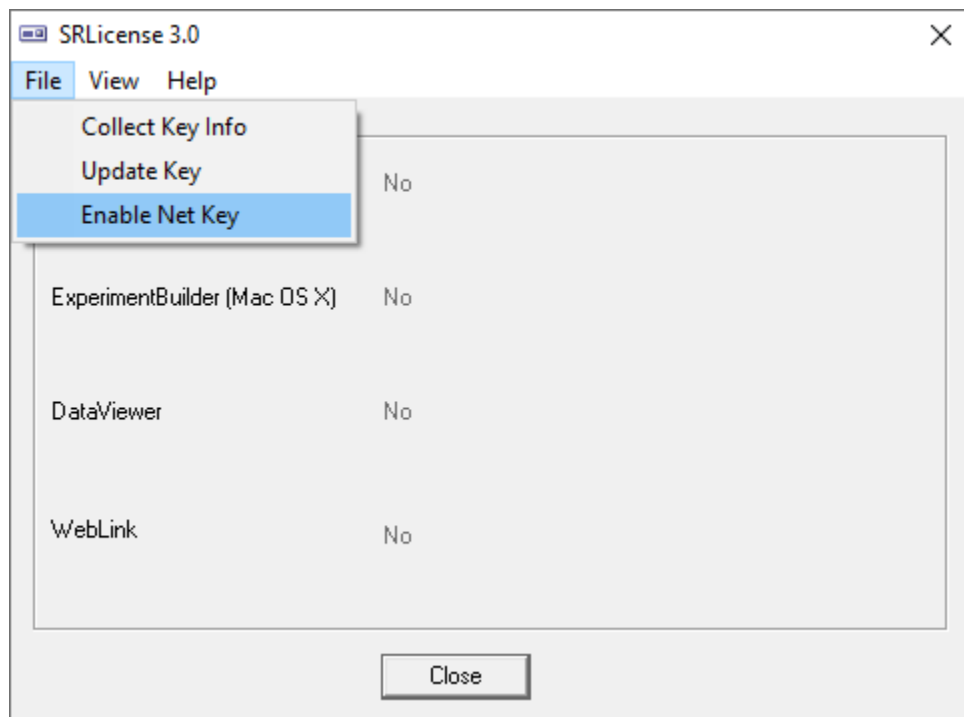 SRLicense 3.0
File View Help
Collect Key Info
Update Key
Enable Net Key
No
ExperimentBuilder (Mac OS X) No
DataViewer No
WebLink No
Close